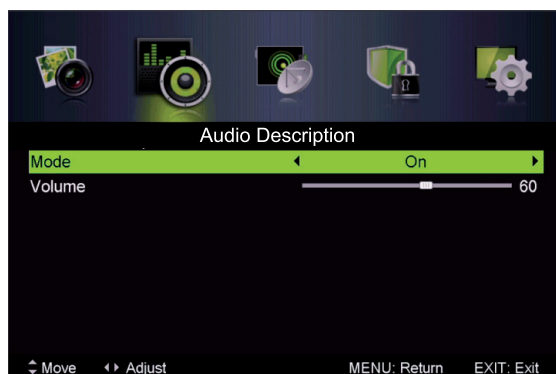 Audio Description
Mode On
Volume 60
Move Adjust MENU: Return EXIT: Exit